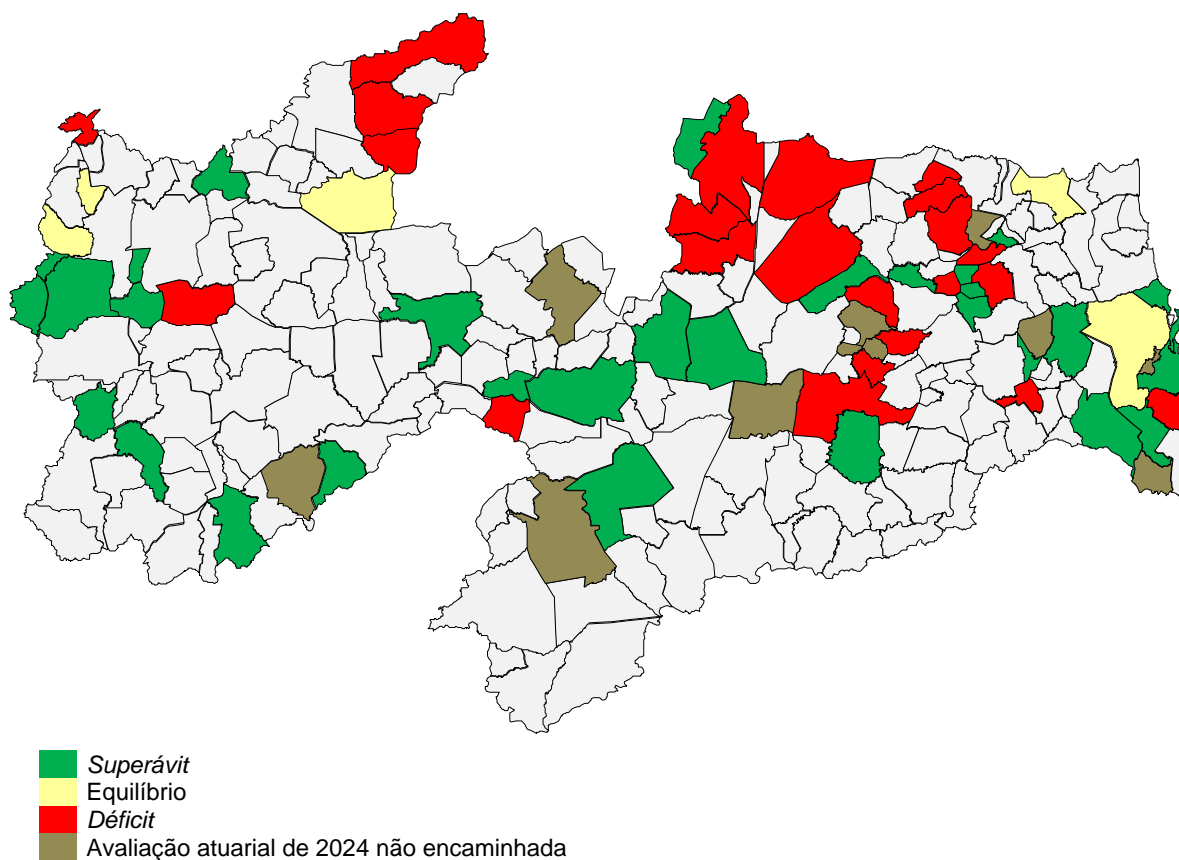 Superávit
Equilíbrio
Déficit
Avaliação atuarial de 2024 não encaminhada